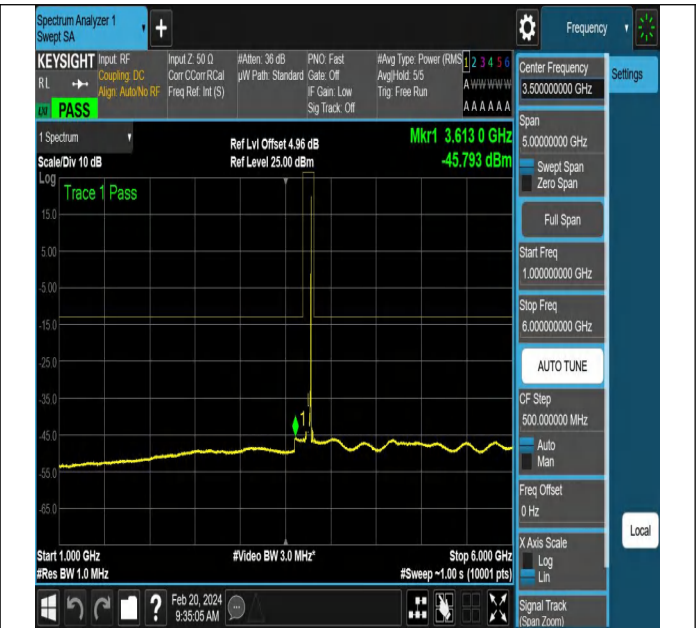 Spectrum Analyzer 1
Swept SA
Frequency
KEYSIGHT
Input: RF
Coupling: DC
Align: Auto/No RF
Input Z: 50 Ω
Corr CCorr RCal
Freq Ref: Int (S)
#Atten: 36 dB
µW Path: Standard
PNO: Fast
Gate: Off
IF Gain: Low
Sig Track: Off
#Avg Type: Power (RMS
Avg|Hold: 5/5
Trig: Free Run
1 2 3 4 5 6
A W W W W W
A A A A A A
RL
PASS
1 Spectrum
Scale/Div 10 dB
Log
Ref Lvl Offset 4.96 dB
Ref Level 25.00 dBm
Mkr1 3.613 0 GHz
-45.793 dBm
Trace 1 Pass
15.0
5.00
-5.00
-15.0
-25.0
-35.0
-45.0
-55.0
-65.0
1
Start 1.000 GHz
#Res BW 1.0 MHz
#Video BW 3.0 MHz*
Stop 6.000 GHz
#Sweep ~1.00 s (10001 pts)
?
Feb 20, 2024
9:35:05 AM
Center Frequency
3.500000000 GHz
Settings
Span
5.00000000 GHz
Swept Span
Zero Span
Full Span
Start Freq
1.000000000 GHz
Stop Freq
6.000000000 GHz
AUTO TUNE
CF Step
500.000000 MHz
Auto
Man
Freq Offset
0 Hz
Local
X Axis Scale
Log
Lin
Signal Track
(Span Zoom)